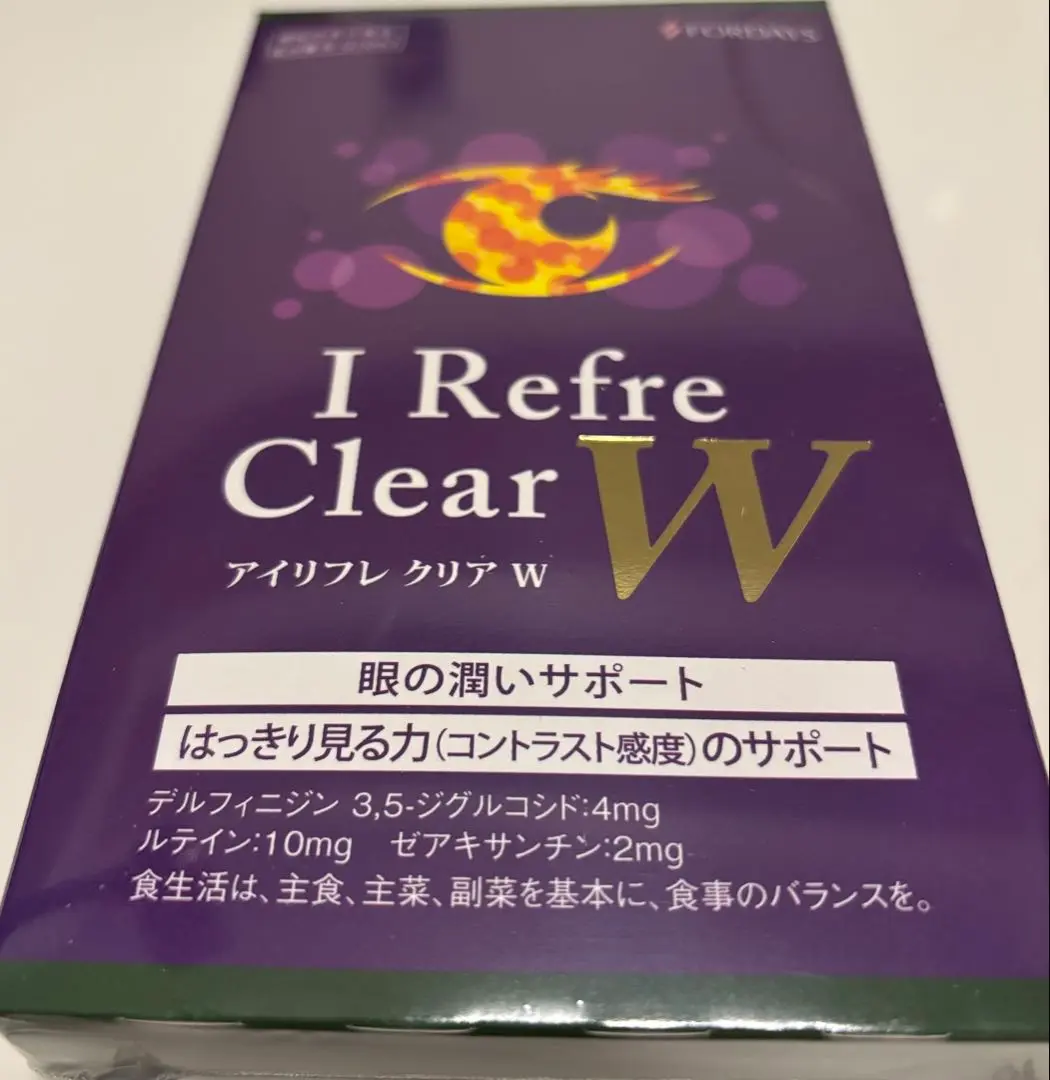 FORDAYS
I Refre
Clear W
アイリフレ クリア W
眼の潤いサポート
はっきり見る力(コントラスト感度)のサポート
デルフィニジン 3,5-ジグルコシド:4mg
ルテイン:10mg ゼアキサンチン:2mg
食生活は、主食、主菜、副菜を基本に、食事のバランスを。